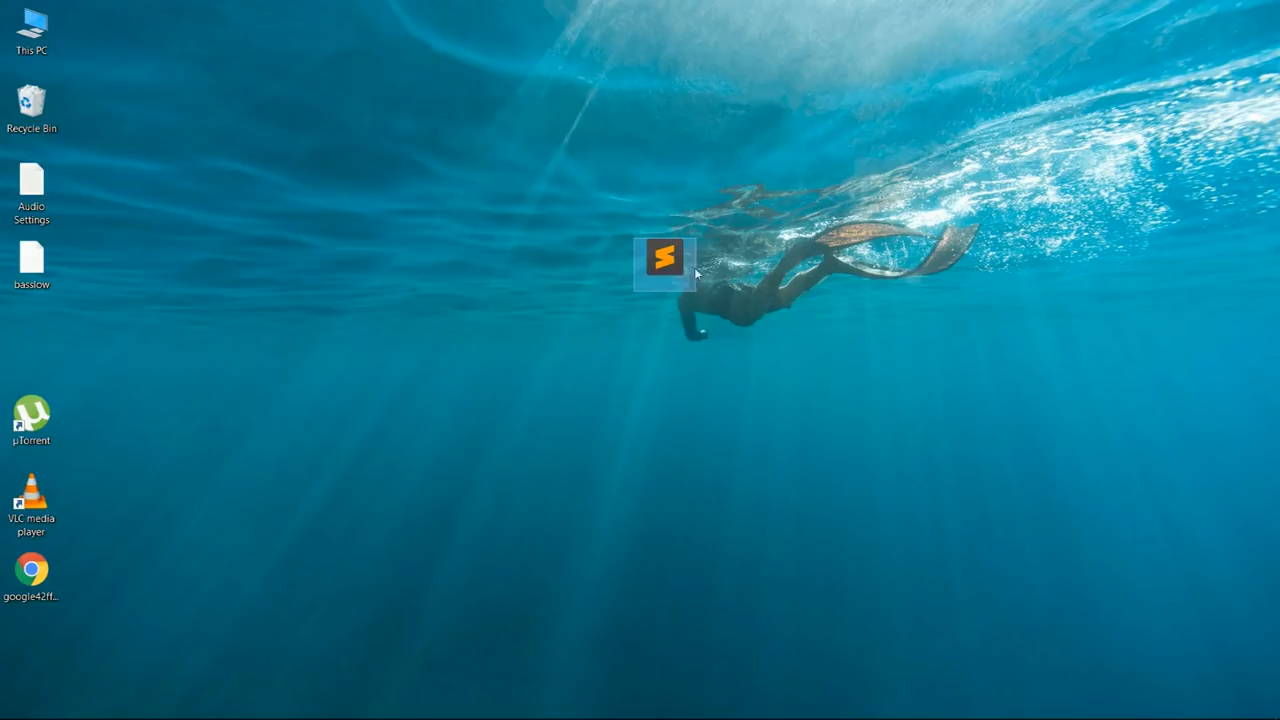 This PC
Recycle Bin
Audio
Settings
basslow
µTorrent
VLC media
player
google42ff...